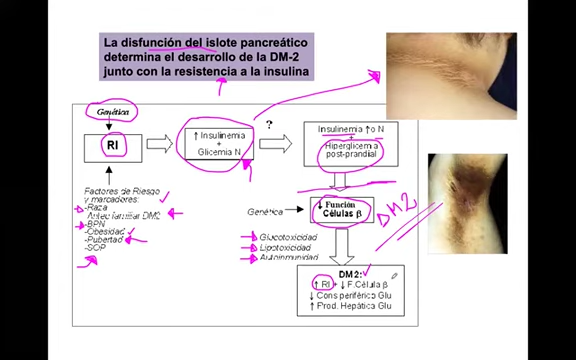 La disfunción del islote pancreático
determina el desarrollo de la DM-2
junto con la resistencia a la insulina
Genética
RI
↑ Insulinemia
+
Glicemia N
?
Insulinemia ↑o N
+
Hiperglicemia
post-prandial
Factores de Riesgo
y marcadores:
-Raza
-Antec familiar DM2
-BPN
-Obesidad
-Pubertad
-SOP
Genética
↓ Función
Células β
DM2
Glucotoxicidad
Lipotoxicidad
Autoinmunidad
DM2:
↑ RI + ↓ F.Célula β
↓ Cons periférico Glu
↑ Prod. Hepática Glu